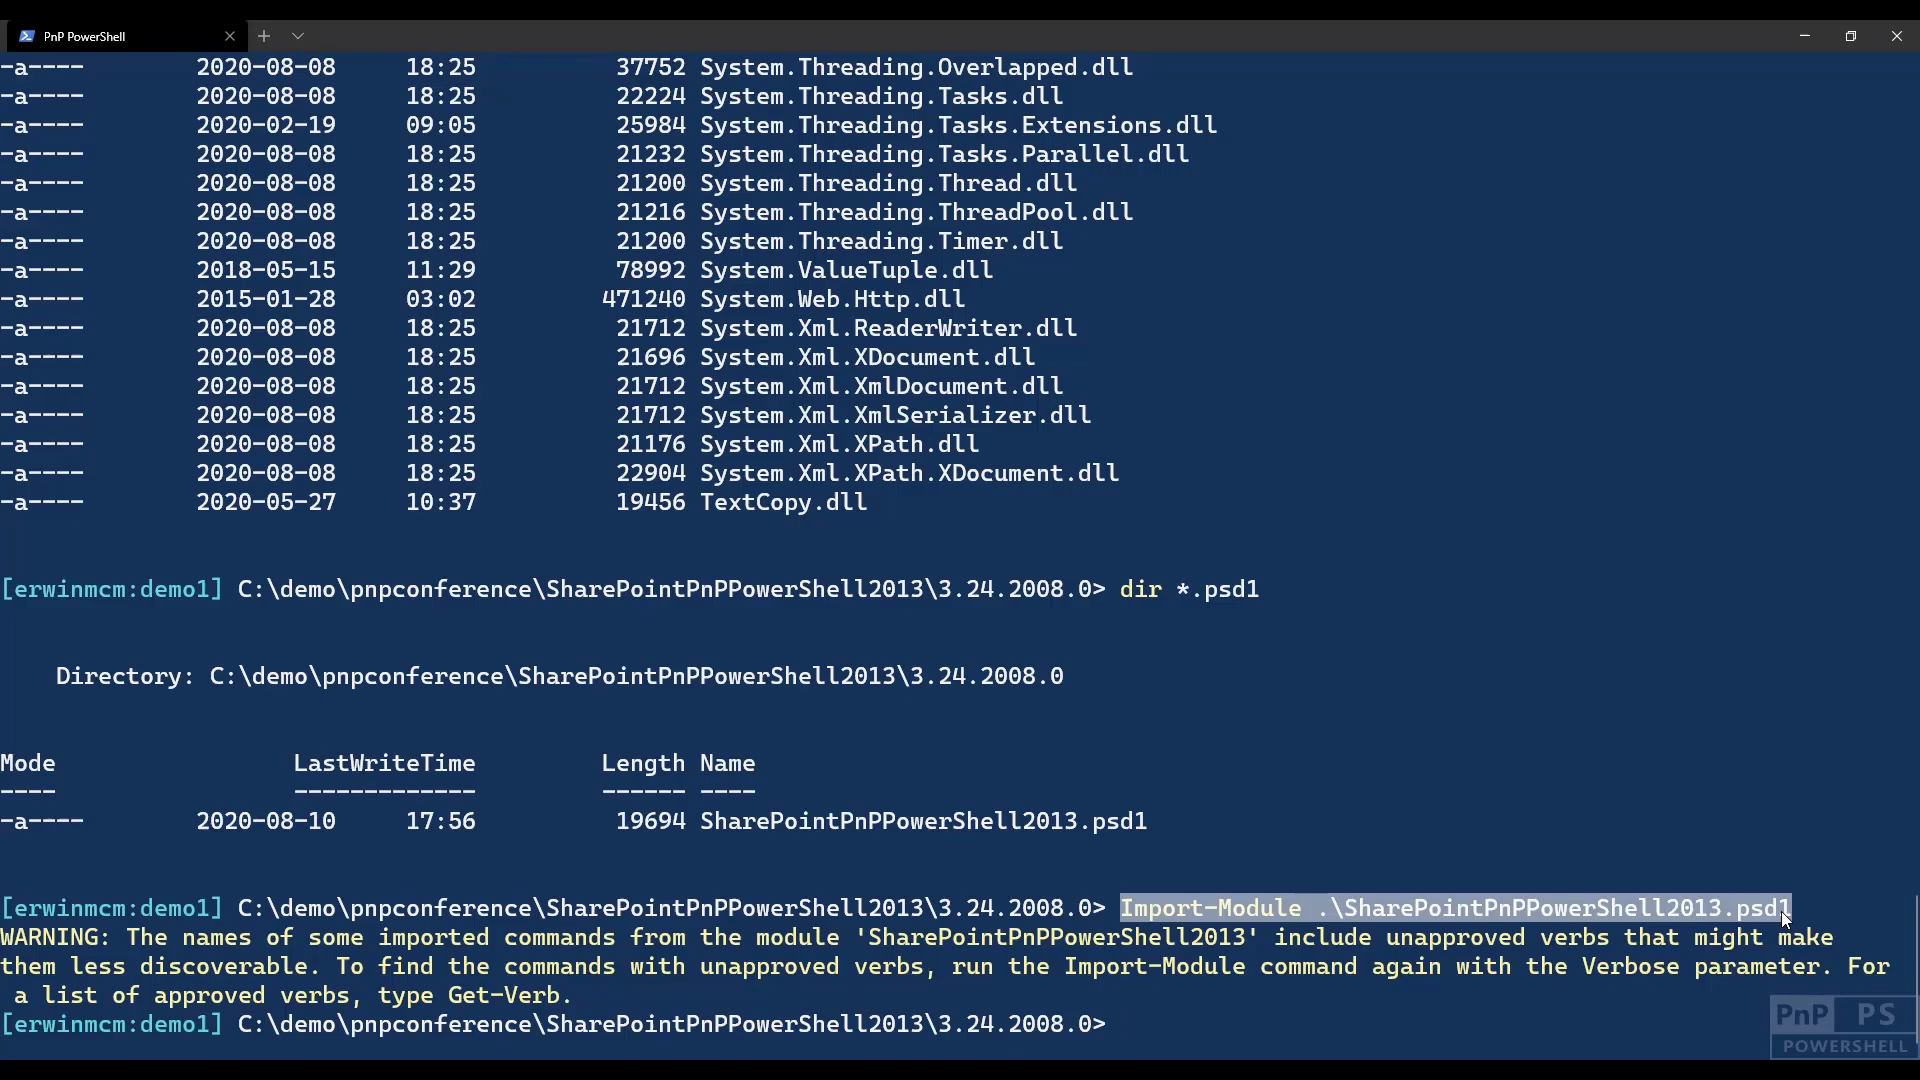 PnP PowerShell
-a---- 2020-08-08 18:25 37752 System.Threading.Overlapped.dll
-a---- 2020-08-08 18:25 22224 System.Threading.Tasks.dll
-a---- 2020-02-19 09:05 25984 System.Threading.Tasks.Extensions.dll
-a---- 2020-08-08 18:25 21232 System.Threading.Tasks.Parallel.dll
-a---- 2020-08-08 18:25 21200 System.Threading.Thread.dll
-a---- 2020-08-08 18:25 21216 System.Threading.ThreadPool.dll
-a---- 2020-08-08 18:25 21200 System.Threading.Timer.dll
-a---- 2018-05-15 11:29 78992 System.ValueTuple.dll
-a---- 2015-01-28 03:02 471240 System.Web.Http.dll
-a---- 2020-08-08 18:25 21712 System.Xml.ReaderWriter.dll
-a---- 2020-08-08 18:25 21696 System.Xml.XDocument.dll
-a---- 2020-08-08 18:25 21712 System.Xml.XmlDocument.dll
-a---- 2020-08-08 18:25 21712 System.Xml.XmlSerializer.dll
-a---- 2020-08-08 18:25 21176 System.Xml.XPath.dll
-a---- 2020-08-08 18:25 22904 System.Xml.XPath.XDocument.dll
-a---- 2020-05-27 10:37 19456 TextCopy.dll
[erwinmcm:demo1] C:\demo\pnpconference\SharePointPnPPowerShell2013\3.24.2008.0> dir *.psd1
Directory: C:\demo\pnpconference\SharePointPnPPowerShell2013\3.24.2008.0
Mode LastWriteTime Length Name
---- ------------- ------ ----
-a---- 2020-08-10 17:56 19694 SharePointPnPPowerShell2013.psd1
[erwinmcm:demo1] C:\demo\pnpconference\SharePointPnPPowerShell2013\3.24.2008.0> Import-Module .\SharePointPnPPowerShell2013.psd1
WARNING: The names of some imported commands from the module 'SharePointPnPPowerShell2013' include unapproved verbs that might make
them less discoverable. To find the commands with unapproved verbs, run the Import-Module command again with the Verbose parameter. For
a list of approved verbs, type Get-Verb.
[erwinmcm:demo1] C:\demo\pnpconference\SharePointPnPPowerShell2013\3.24.2008.0>
PnP PS
POWERSHELL